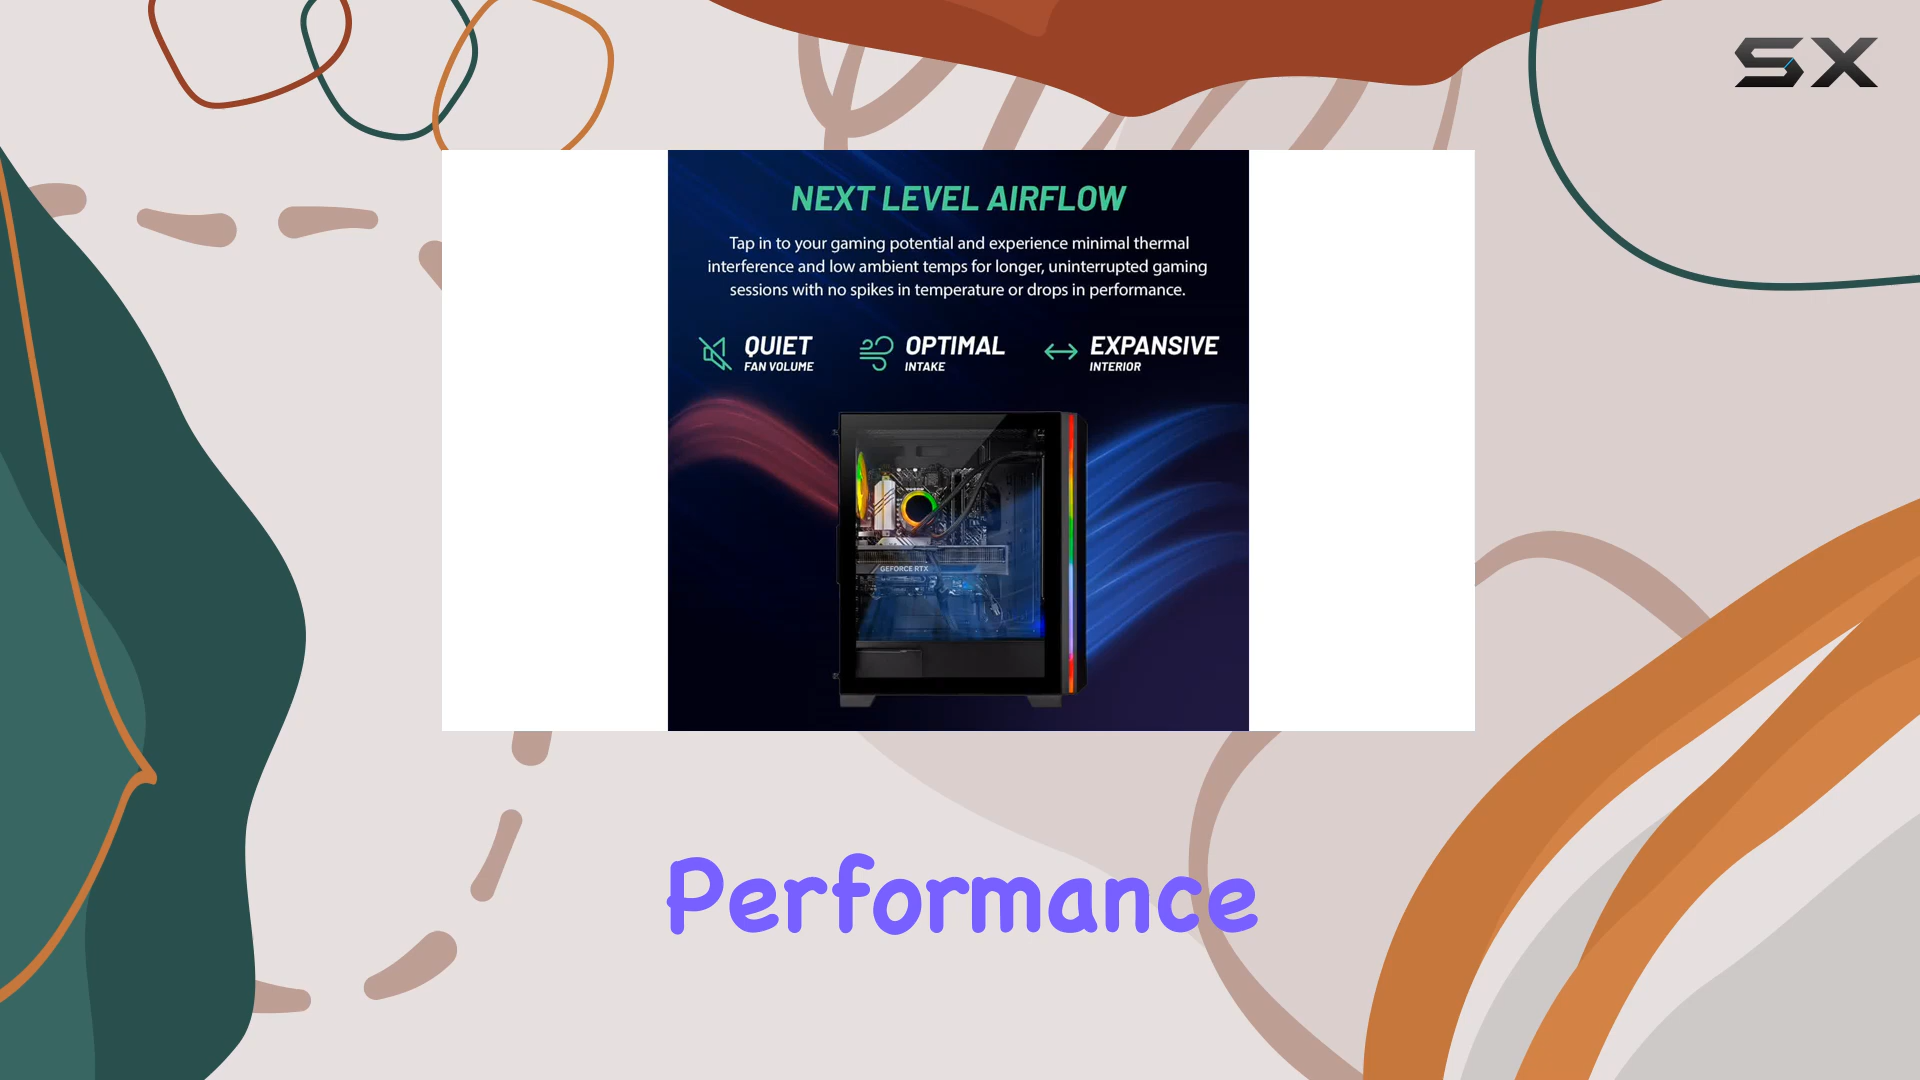 SX
NEXT LEVEL AIRFLOW
Tap in to your gaming potential and experience minimal thermal
interference and low ambient temps for longer, uninterrupted gaming
sessions with no spikes in temperature or drops in performance.
QUIET
FAN VOLUME
OPTIMAL
INTAKE
EXPANSIVE
INTERIOR
GEFORCE RTX
Performance